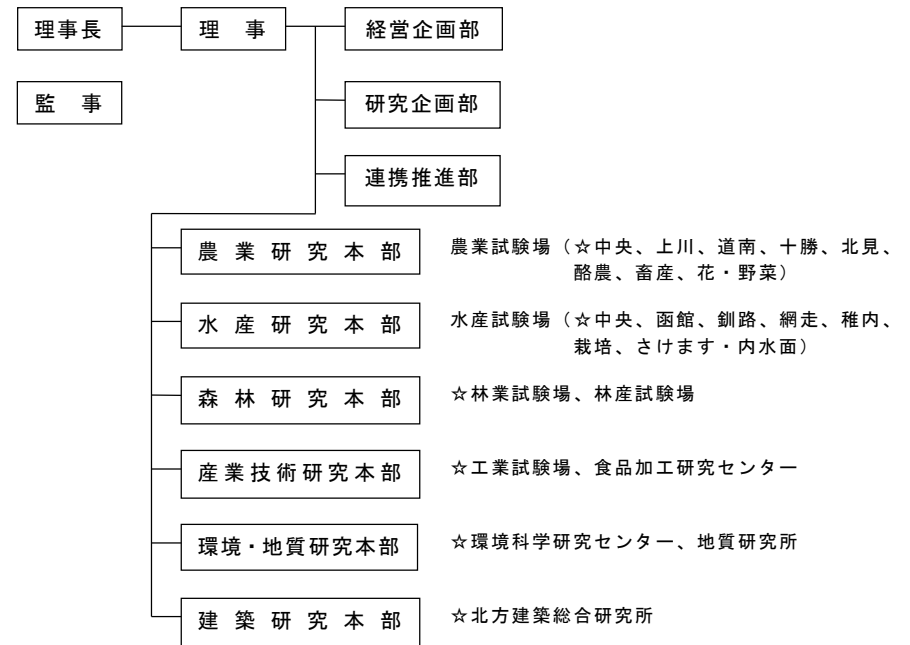 理事長 理　事 経営企画部
監　事 研究企画部
連携推進部
農業研究本部 農業試験場（☆中央、上川、道南、十勝、北見、
酪農、畜産、花・野菜）
水産研究本部 水産試験場（☆中央、函館、釧路、網走、稚内、
栽培、さけます・内水面）
森林研究本部 ☆林業試験場、林産試験場
産業技術研究本部 ☆工業試験場、食品加工研究センター
環境・地質研究本部 ☆環境科学研究センター、地質研究所
建築研究本部 ☆北方建築総合研究所